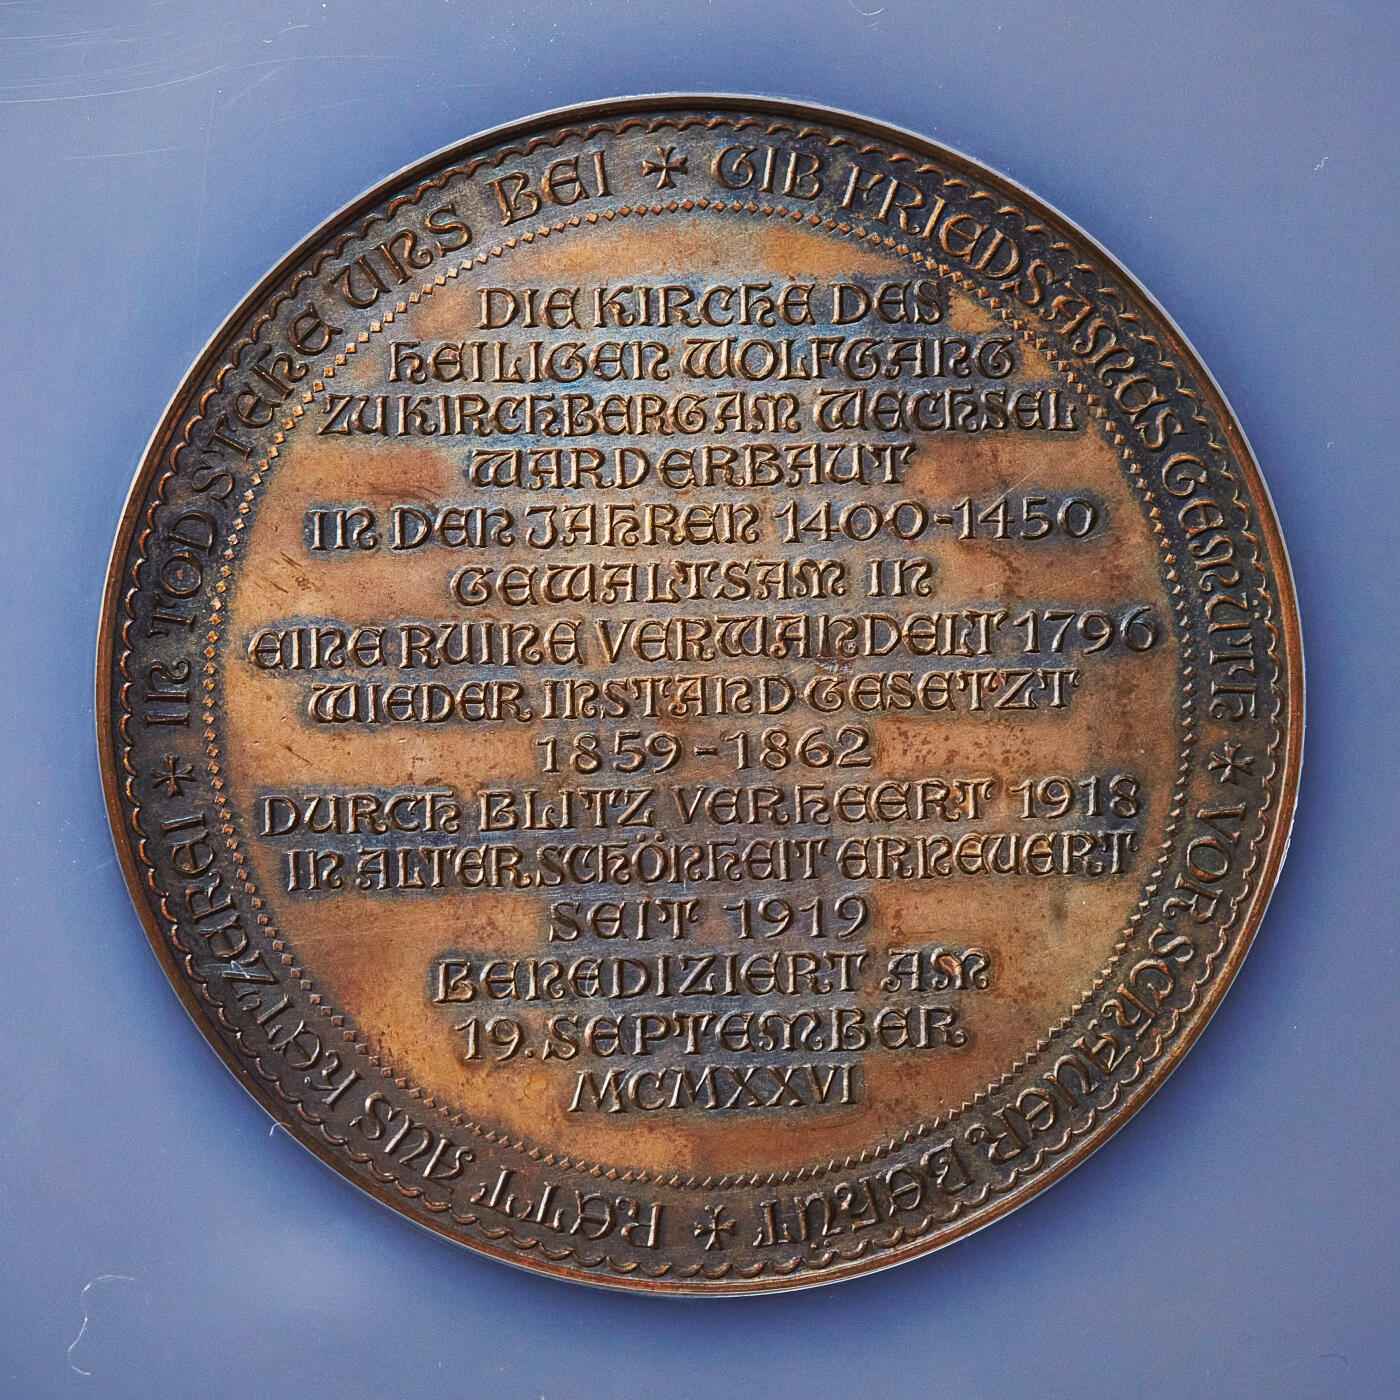 ✠ GIB FRIEDSAMES GEMÜTE ✠ VOR SCHAUER BEHÜT ✠ RETT AUS KETZEREI ✠ IN TOD STEHE UNS BEI
DIE KIRCHE DES
HEILIGEN WOLFGANG
ZU KIRCHBERG AM WECHSEL
WARD ERBAUT
IN DEN JAHREN 1400-1450
GEWALTSAM IN
EINE RUINE VERWANDELT 1796
WIEDER INSTAND GESETZT
1859-1862
DURCH BLITZ VERHEERT 1918
IN ALTER SCHÖNHEIT ERNEUERT
SEIT 1919
BENEDIZIERT AM
19. SEPTEMBER
MCMXXVI